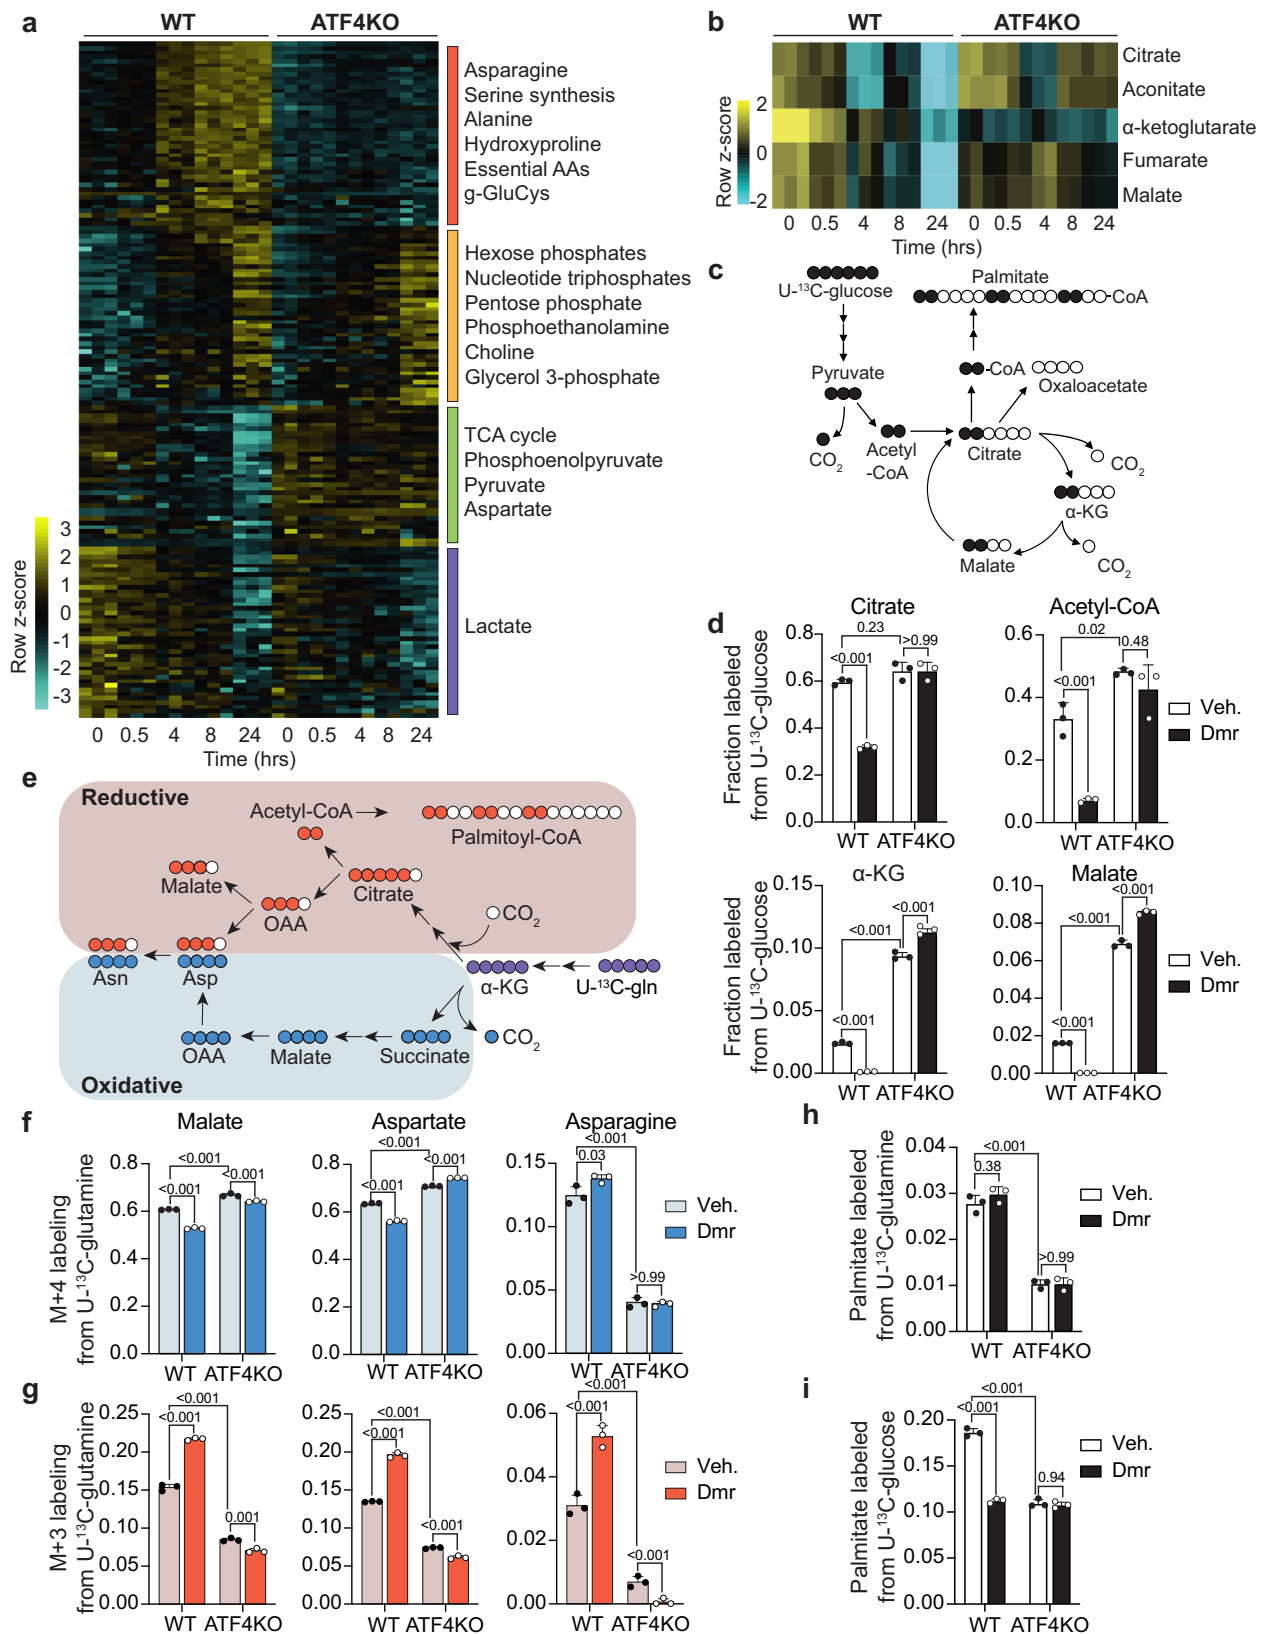 a
WT
ATF4KO
Asparagine
Serine synthesis
Alanine
Hydroxyproline
Essential AAs
g-GluCys
Hexose phosphates
Nucleotide triphosphates
Pentose phosphate
Phosphoethanolamine
Choline
Glycerol 3-phosphate
TCA cycle
Phosphoenolpyruvate
Pyruvate
Aspartate
Lactate
Row z-score
3
2
1
0
-1
-2
-3
0 0.5 4 8 24 0 0.5 4 8 24
Time (hrs)
b
WT
ATF4KO
Citrate
Aconitate
α-ketoglutarate
Fumarate
Malate
Row z-score
2
1
0
-1
-2
0 0.5 4 8 24 0 0.5 4 8 24
Time (hrs)
c
U-¹³C-glucose
Palmitate
-CoA
Pyruvate
-CoA
Oxaloacetate
CO₂
Acetyl
-CoA
Citrate
CO₂
α-KG
Malate
CO₂
d
Citrate
Fraction labeled
from U-¹³C-glucose
0.8
0.6
0.4
0.2
0.0
0.23
<0.001
>0.99
WT ATF4KO
Acetyl-CoA
0.6
0.4
0.2
0.0
0.02
<0.001
0.48
WT ATF4KO
Veh.
Dmr
α-KG
Fraction labeled
from U-¹³C-glucose
0.15
0.10
0.05
0.00
<0.001
<0.001
<0.001
WT ATF4KO
Malate
0.10
0.08
0.06
0.04
0.02
0.00
<0.001
<0.001
<0.001
WT ATF4KO
Veh.
Dmr
e
Reductive
Acetyl-CoA
Palmitoyl-CoA
Malate
Citrate
OAA
CO₂
Asn
Asp
α-KG
U-¹³C-gln
OAA
Malate
Succinate
CO₂
Oxidative
f
M+4 labeling
from U-¹³C-glutamine
Malate
0.8
0.6
0.4
0.2
0.0
<0.001
<0.001
<0.001
WT ATF4KO
Aspartate
0.8
0.6
0.4
0.2
0.0
<0.001
<0.001
<0.001
WT ATF4KO
Asparagine
0.15
0.10
0.05
0.00
<0.001
0.03
>0.99
WT ATF4KO
Veh.
Dmr
g
M+3 labeling
from U-¹³C-glutamine
0.25
0.20
0.15
0.10
0.05
0.00
<0.001
<0.001
0.001
WT ATF4KO
0.25
0.20
0.15
0.10
0.05
0.00
<0.001
<0.001
<0.001
WT ATF4KO
0.06
0.04
0.02
0.00
<0.001
<0.001
<0.001
WT ATF4KO
Veh.
Dmr
h
Palmitate labeled
from U-¹³C-glutamine
0.04
0.03
0.02
0.01
0.00
<0.001
0.38
>0.99
WT ATF4KO
Veh.
Dmr
i
Palmitate labeled
from U-¹³C-glucose
0.20
0.15
0.10
0.05
0.00
<0.001
<0.001
0.94
WT ATF4KO
Veh.
Dmr